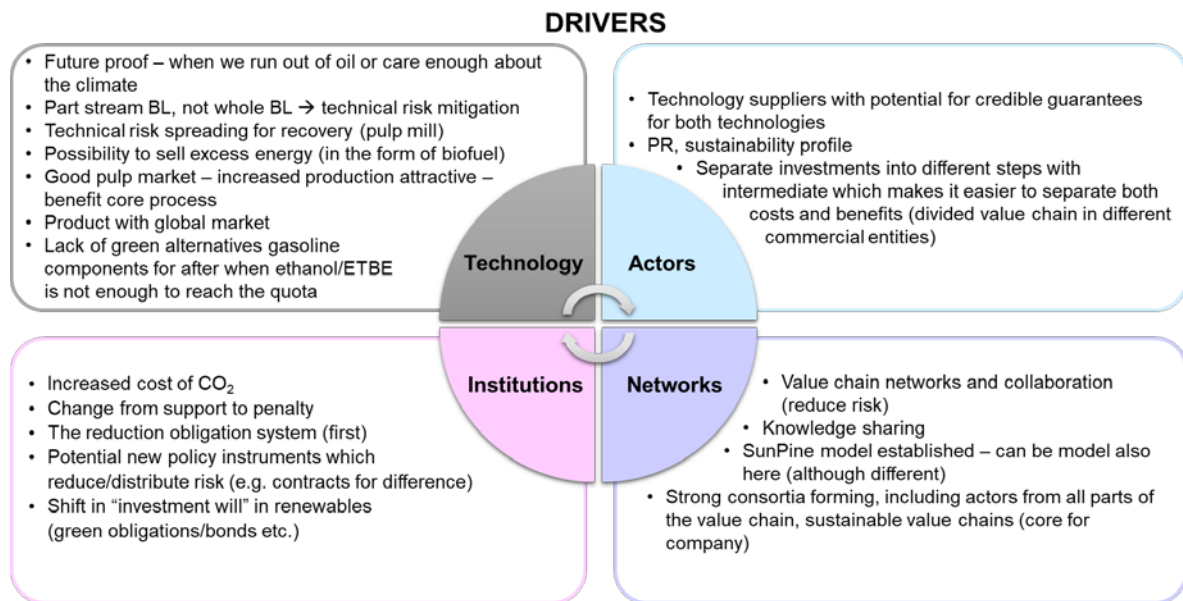 DRIVERS
• Future proof – when we run out of oil or care enough about
the climate
• Part stream BL, not whole BL → technical risk mitigation
• Technical risk spreading for recovery (pulp mill)
• Possibility to sell excess energy (in the form of biofuel)
• Good pulp market – increased production attractive –
benefit core process
• Product with global market
• Lack of green alternatives gasoline
components for after when ethanol/ETBE
is not enough to reach the quota
Technology
• Technology suppliers with potential for credible guarantees
for both technologies
• PR, sustainability profile
• Separate investments into different steps with
intermediate which makes it easier to separate both
costs and benefits (divided value chain in different
commercial entities)
Actors
Institutions
• Increased cost of CO₂
• Change from support to penalty
• The reduction obligation system (first)
• Potential new policy instruments which
reduce/distribute risk (e.g. contracts for difference)
• Shift in “investment will” in renewables
(green obligations/bonds etc.)
Networks
• Value chain networks and collaboration
(reduce risk)
• Knowledge sharing
• SunPine model established – can be model also
here (although different)
• Strong consortia forming, including actors from all parts of
the value chain, sustainable value chains (core for
company)